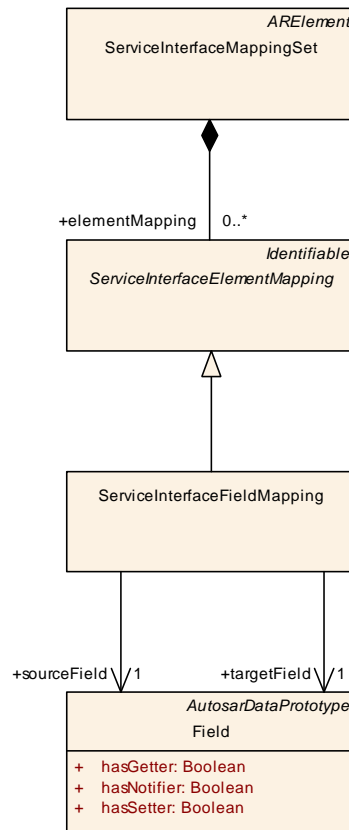 ARElement
ServiceInterfaceMappingSet
+elementMapping 0..*
Identifiable
ServiceInterfaceElementMapping
ServiceInterfaceFieldMapping
+sourceField 1 +targetField 1
AutosarDataPrototype
Field
+ hasGetter: Boolean
+ hasNotifier: Boolean
+ hasSetter: Boolean